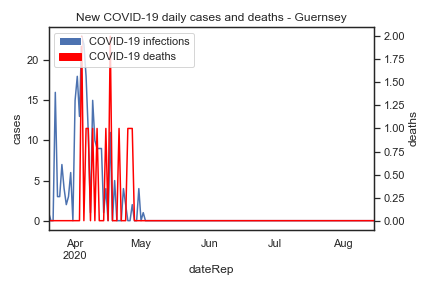 New COVID-19 daily cases and deaths - Guernsey
COVID-19 infections
COVID-19 deaths
20
15
10
5
0
cases
2.00
1.75
1.50
1.25
1.00
0.75
0.50
0.25
0.00
deaths
Apr May Jun Jul Aug
2020
dateRep